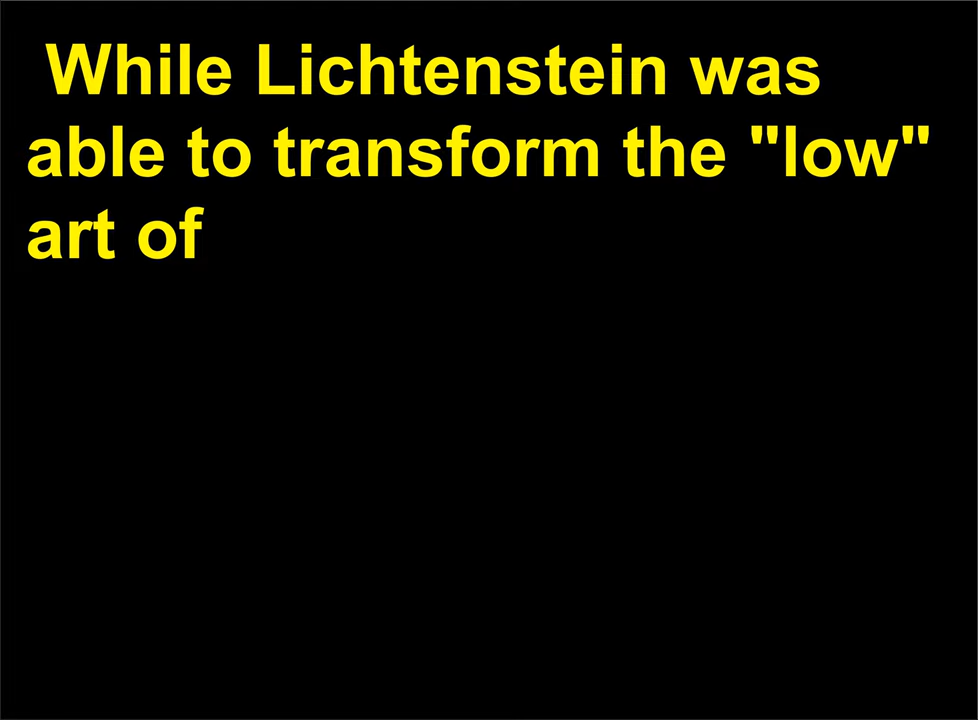 While Lichtenstein was
able to transform the "low"
art of